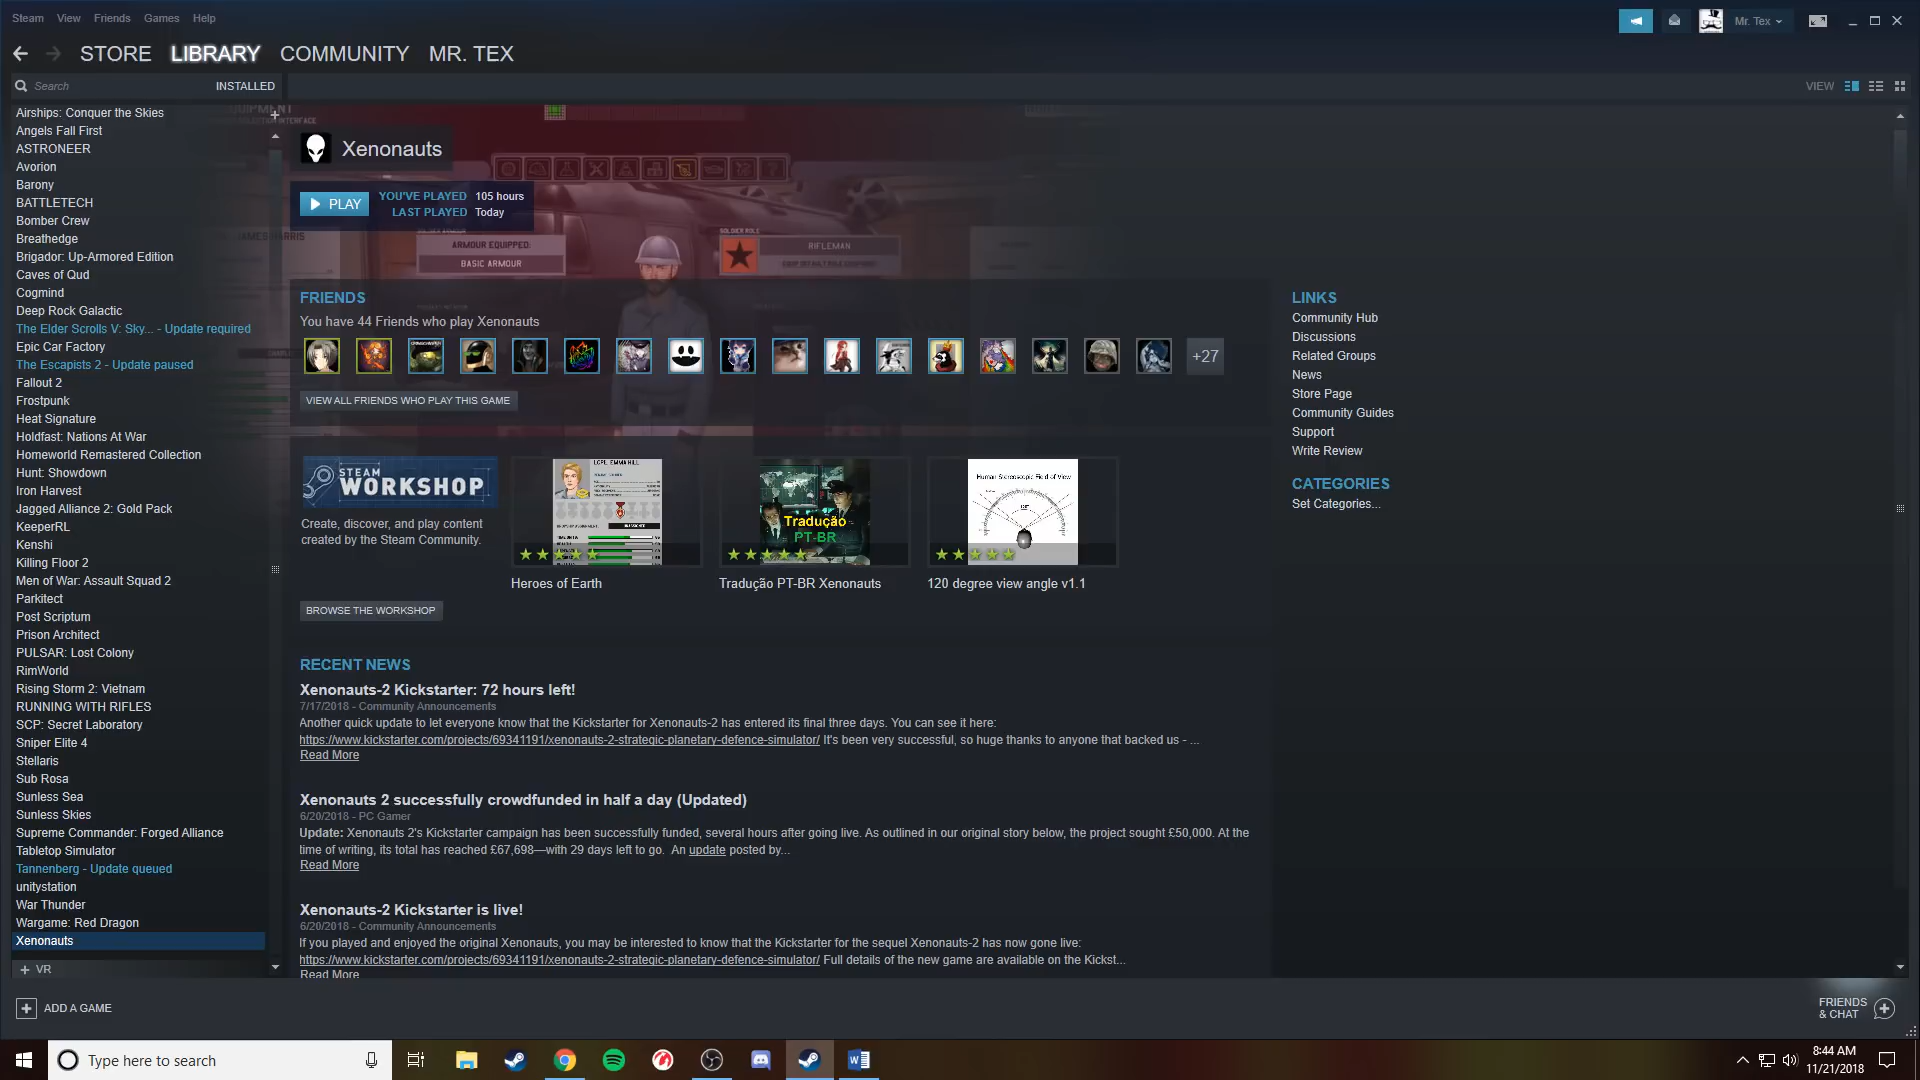 Steam View Friends Games Help
Mr. Tex
STORE LIBRARY COMMUNITY MR. TEX
Search INSTALLED
VIEW
Airships: Conquer the Skies
Angels Fall First
ASTRONEER
Avorion
Barony
BATTLETECH
Bomber Crew
Breathedge
Brigador: Up-Armored Edition
Caves of Qud
Cogmind
Deep Rock Galactic
The Elder Scrolls V: Sky... - Update required
Epic Car Factory
The Escapists 2 - Update paused
Fallout 2
Frostpunk
Heat Signature
Holdfast: Nations At War
Homeworld Remastered Collection
Hunt: Showdown
Iron Harvest
Jagged Alliance 2: Gold Pack
KeeperRL
Kenshi
Killing Floor 2
Men of War: Assault Squad 2
Parkitect
Post Scriptum
Prison Architect
PULSAR: Lost Colony
RimWorld
Rising Storm 2: Vietnam
RUNNING WITH RIFLES
SCP: Secret Laboratory
Sniper Elite 4
Stellaris
Sub Rosa
Sunless Sea
Sunless Skies
Supreme Commander: Forged Alliance
Tabletop Simulator
Tannenberg - Update queued
unitystation
War Thunder
Wargame: Red Dragon
Xenonauts
+ VR
Xenonauts
PLAY
YOU'VE PLAYED 105 hours
LAST PLAYED Today
ARMOUR EQUIPPED:
BASIC ARMOUR
SOLDIER ROLE
RIFLEMAN
FRIENDS
You have 44 Friends who play Xenonauts
+27
VIEW ALL FRIENDS WHO PLAY THIS GAME
STEAM
WORKSHOP
Create, discover, and play content
created by the Steam Community.
BROWSE THE WORKSHOP
LCPL. EMMA HILL
Heroes of Earth
Tradução
PT-BR
Tradução PT-BR Xenonauts
Human Stereoscopic Field of View
120 degree view angle v1.1
RECENT NEWS
Xenonauts-2 Kickstarter: 72 hours left!
7/17/2018 - Community Announcements
Another quick update to let everyone know that the Kickstarter for Xenonauts-2 has entered its final three days. You can see it here:
https://www.kickstarter.com/projects/69341191/xenonauts-2-strategic-planetary-defence-simulator/ It's been very successful, so huge thanks to anyone that backed us - ...
Read More
Xenonauts 2 successfully crowdfunded in half a day (Updated)
6/20/2018 - PC Gamer
Update: Xenonauts 2's Kickstarter campaign has been successfully funded, several hours after going live. As outlined in our original story below, the project sought £50,000. At the
time of writing, its total has reached £67,698—with 29 days left to go. An update posted by...
Read More
Xenonauts-2 Kickstarter is live!
6/20/2018 - Community Announcements
If you played and enjoyed the original Xenonauts, you may be interested to know that the Kickstarter for the sequel Xenonauts-2 has now gone live:
https://www.kickstarter.com/projects/69341191/xenonauts-2-strategic-planetary-defence-simulator/ Full details of the new game are available on the Kickst...
Read More
LINKS
Community Hub
Discussions
Related Groups
News
Store Page
Community Guides
Support
Write Review
CATEGORIES
Set Categories...
ADD A GAME
FRIENDS
& CHAT
Type here to search
8:44 AM
11/21/2018